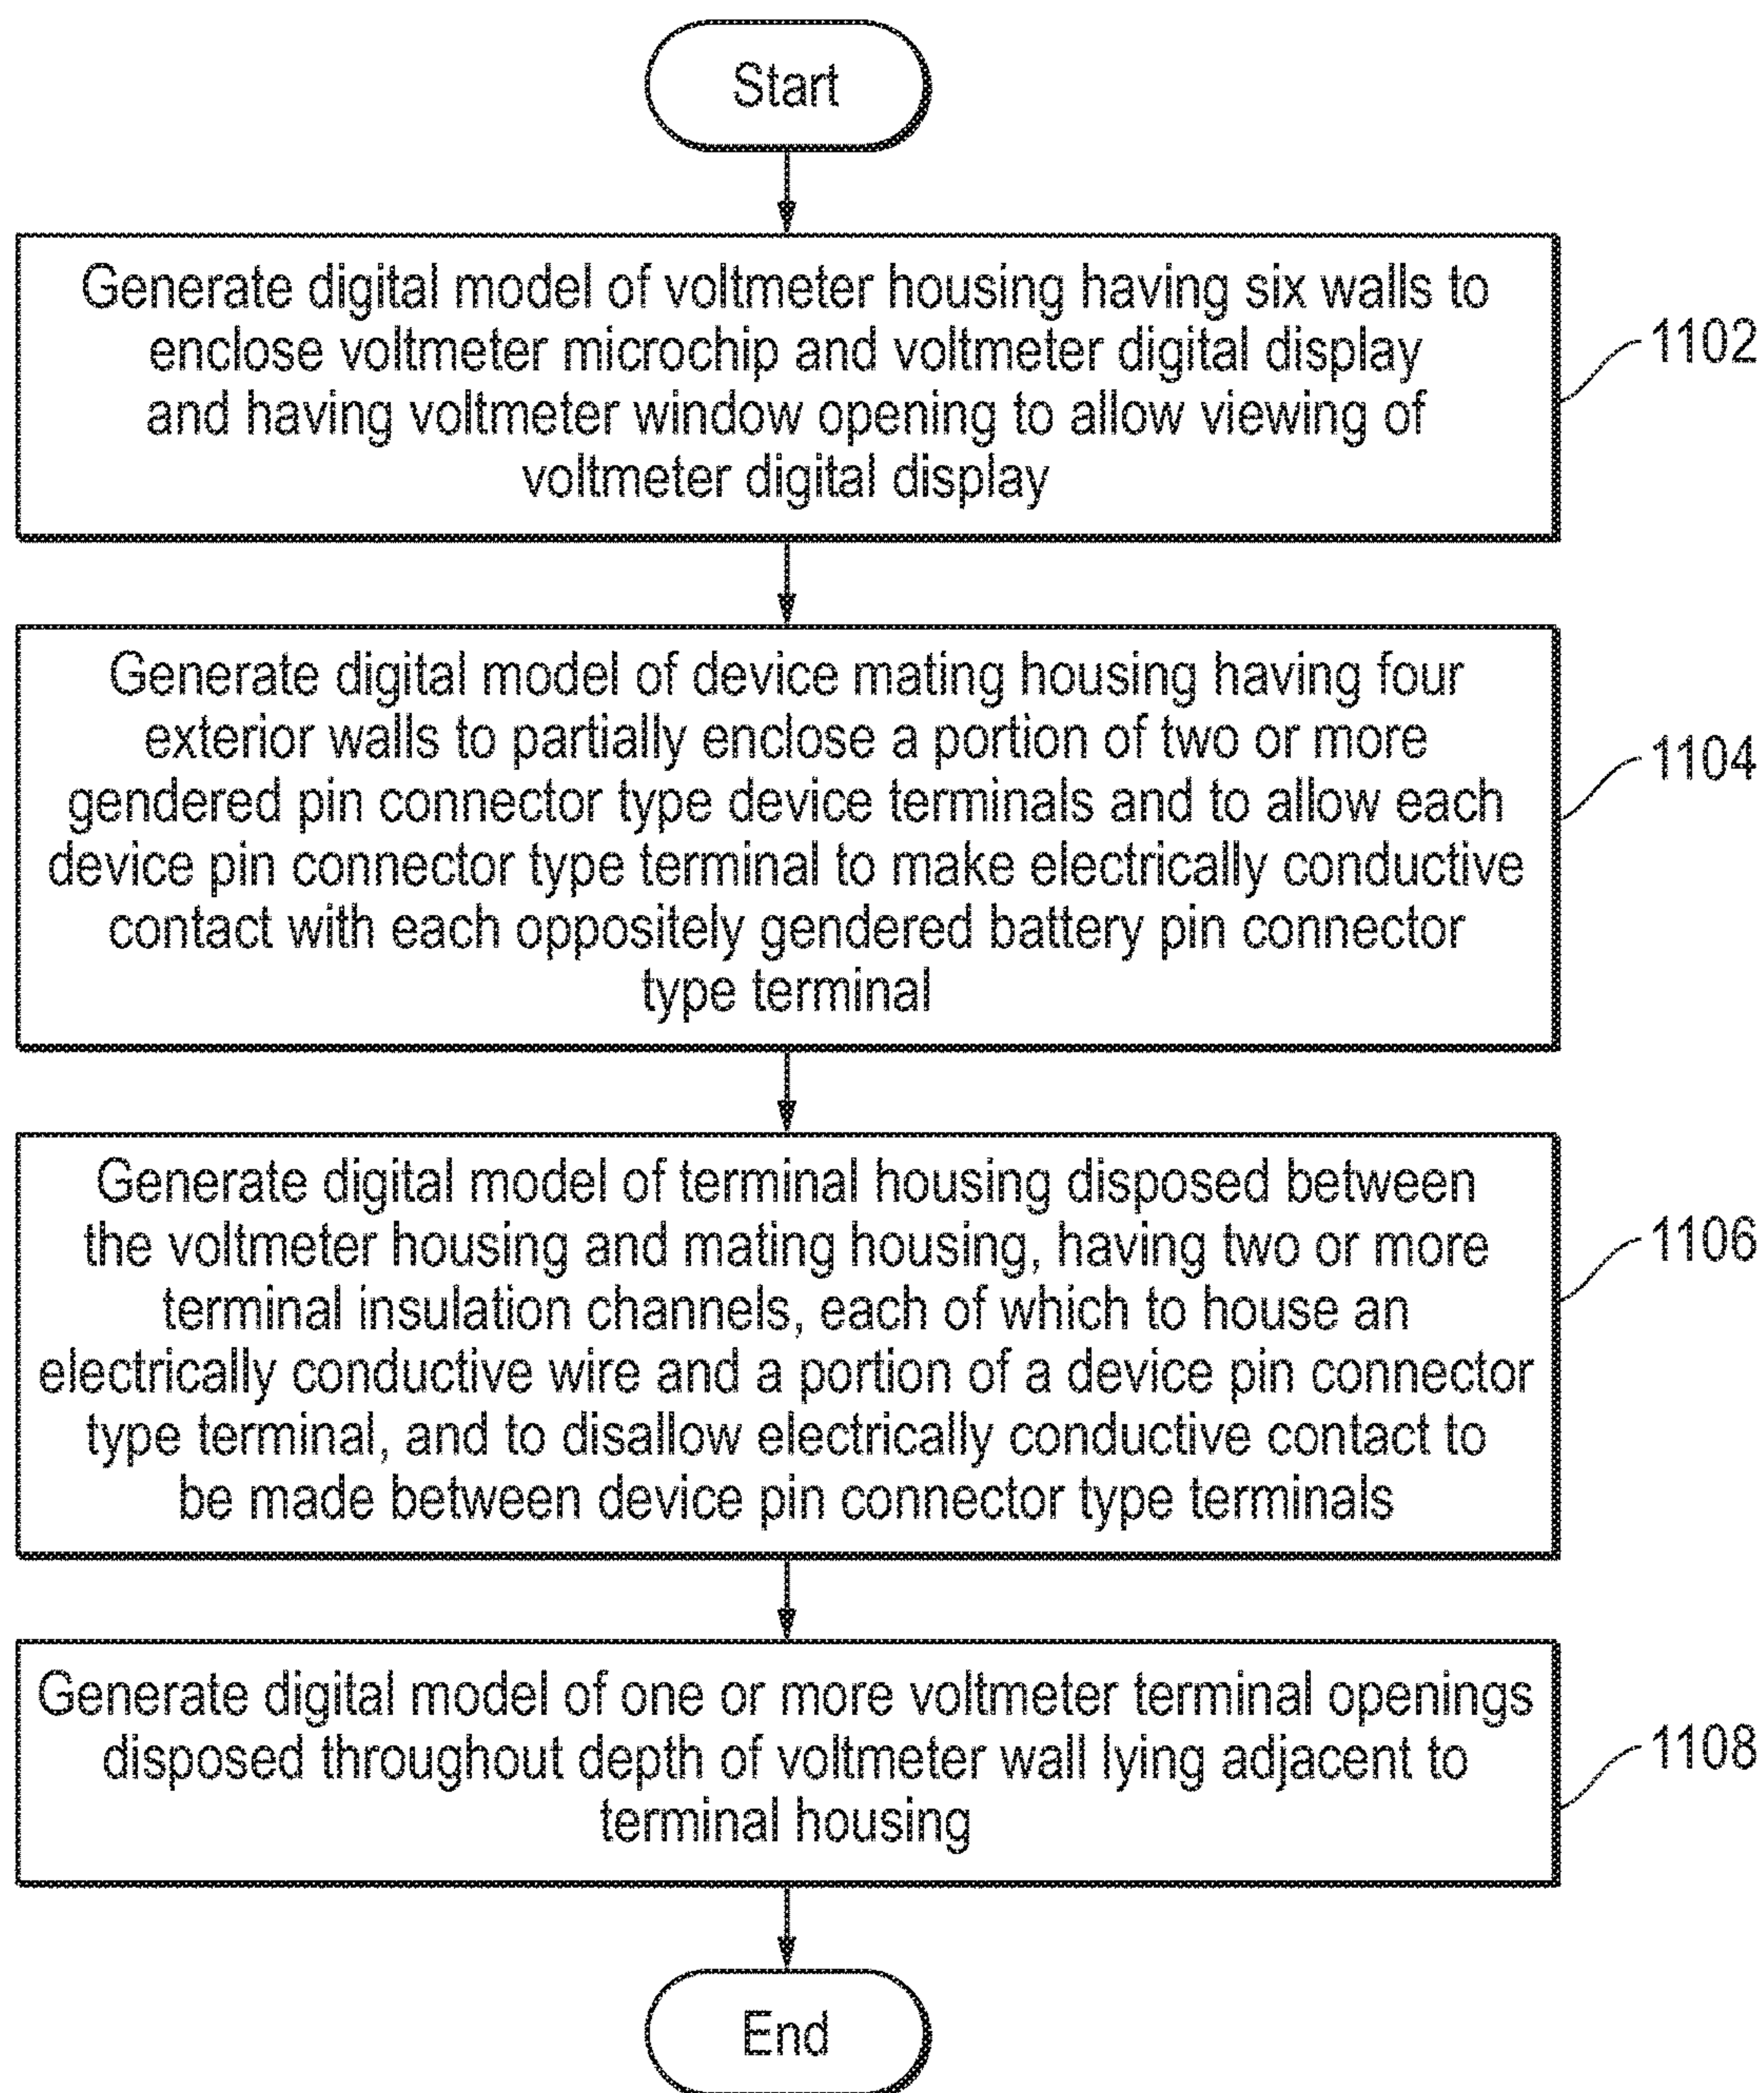 Start
Generate digital model of voltmeter housing having six walls to
enclose voltmeter microchip and voltmeter digital display
and having voltmeter window opening to allow viewing of
voltmeter digital display
1102
Generate digital model of device mating housing having four
exterior walls to partially enclose a portion of two or more
gendered pin connector type device terminals and to allow each
device pin connector type terminal to make electrically conductive
contact with each oppositely gendered battery pin connector
type terminal
1104
Generate digital model of terminal housing disposed between
the voltmeter housing and mating housing, having two or more
terminal insulation channels, each of which to house an
electrically conductive wire and a portion of a device pin connector
type terminal, and to disallow electrically conductive contact to
be made between device pin connector type terminals
1106
Generate digital model of one or more voltmeter terminal openings
disposed throughout depth of voltmeter wall lying adjacent to
terminal housing
1108
End